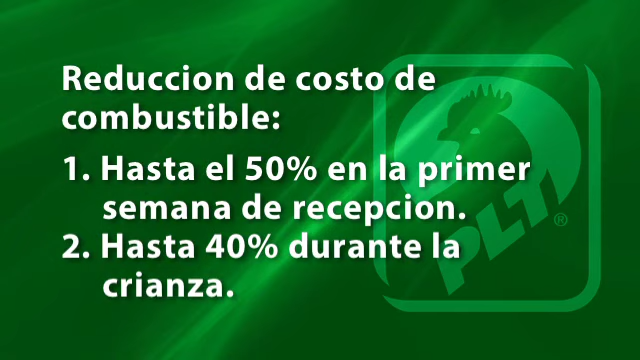 Reduccion de costo de
combustible:
1. Hasta el 50% en la primer
semana de recepcion.
2. Hasta 40% durante la
crianza.
PLT®